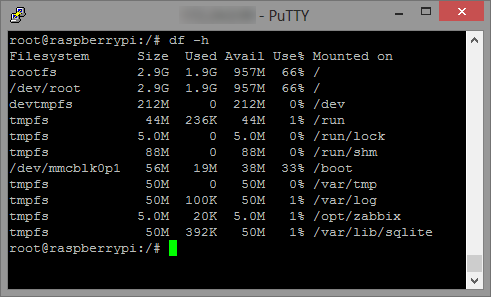 - PuTTY
root@raspberrypi:/# df -h
Filesystem      Size  Used Avail Use% Mounted on
rootfs          2.9G  1.9G  957M  66% /
/dev/root       2.9G  1.9G  957M  66% /
devtmpfs        212M     0  212M   0% /dev
tmpfs            44M  236K   44M   1% /run
tmpfs           5.0M     0  5.0M   0% /run/lock
tmpfs            88M     0   88M   0% /run/shm
/dev/mmcblk0p1   56M   19M   38M  33% /boot
tmpfs            50M     0   50M   0% /var/tmp
tmpfs            50M  100K   50M   1% /var/log
tmpfs           5.0M   20K  5.0M   1% /opt/zabbix
tmpfs            50M  392K   50M   1% /var/lib/sqlite
root@raspberrypi:/#